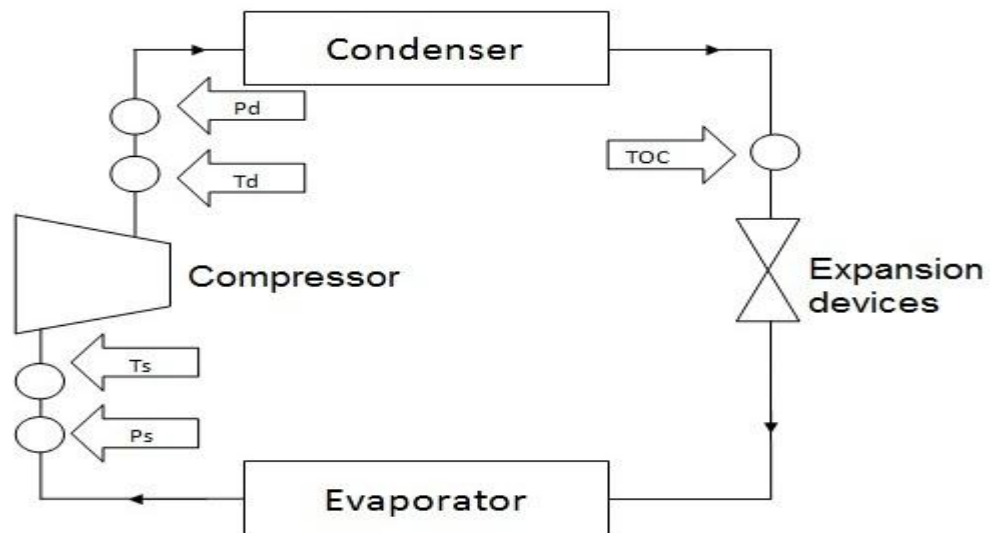 Condenser
Pd
TOC
Td
Compressor
Expansion
devices
Ts
Ps
Evaporator